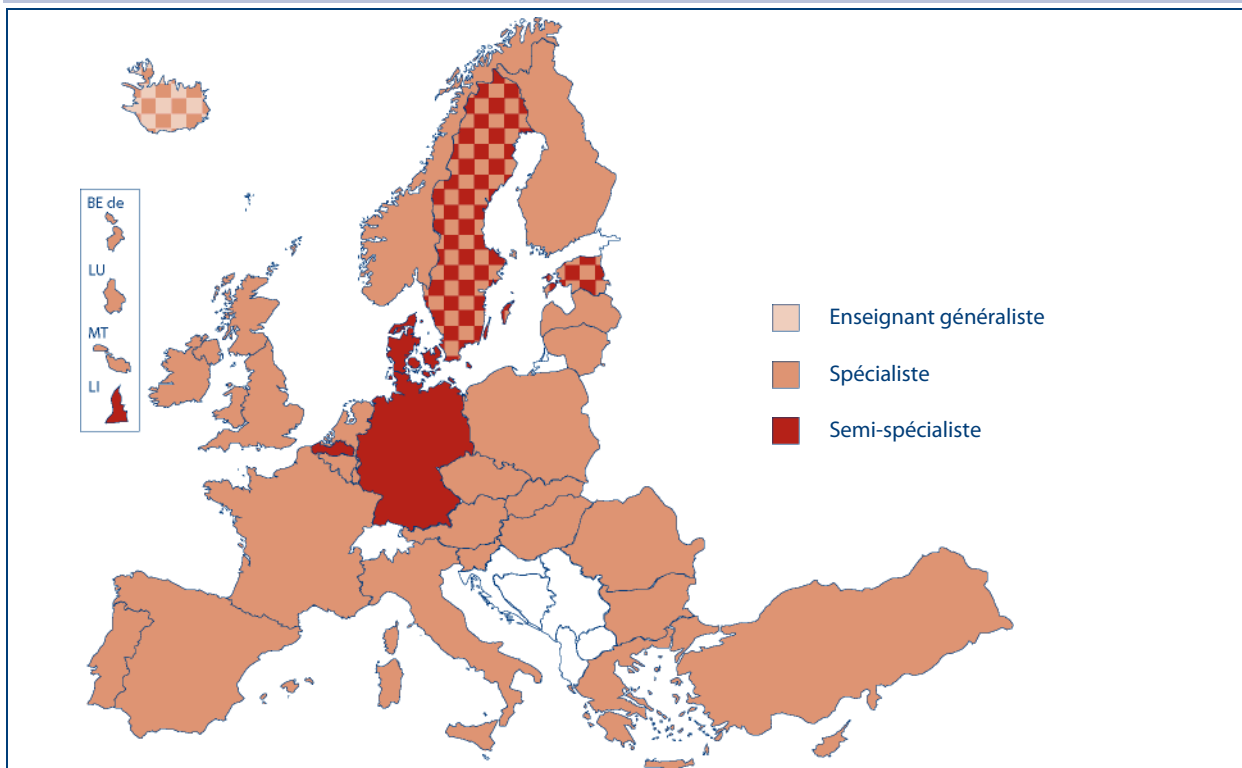 BE de
LU
MT
LI
Enseignant généraliste
Spécialiste
Semi-spécialiste